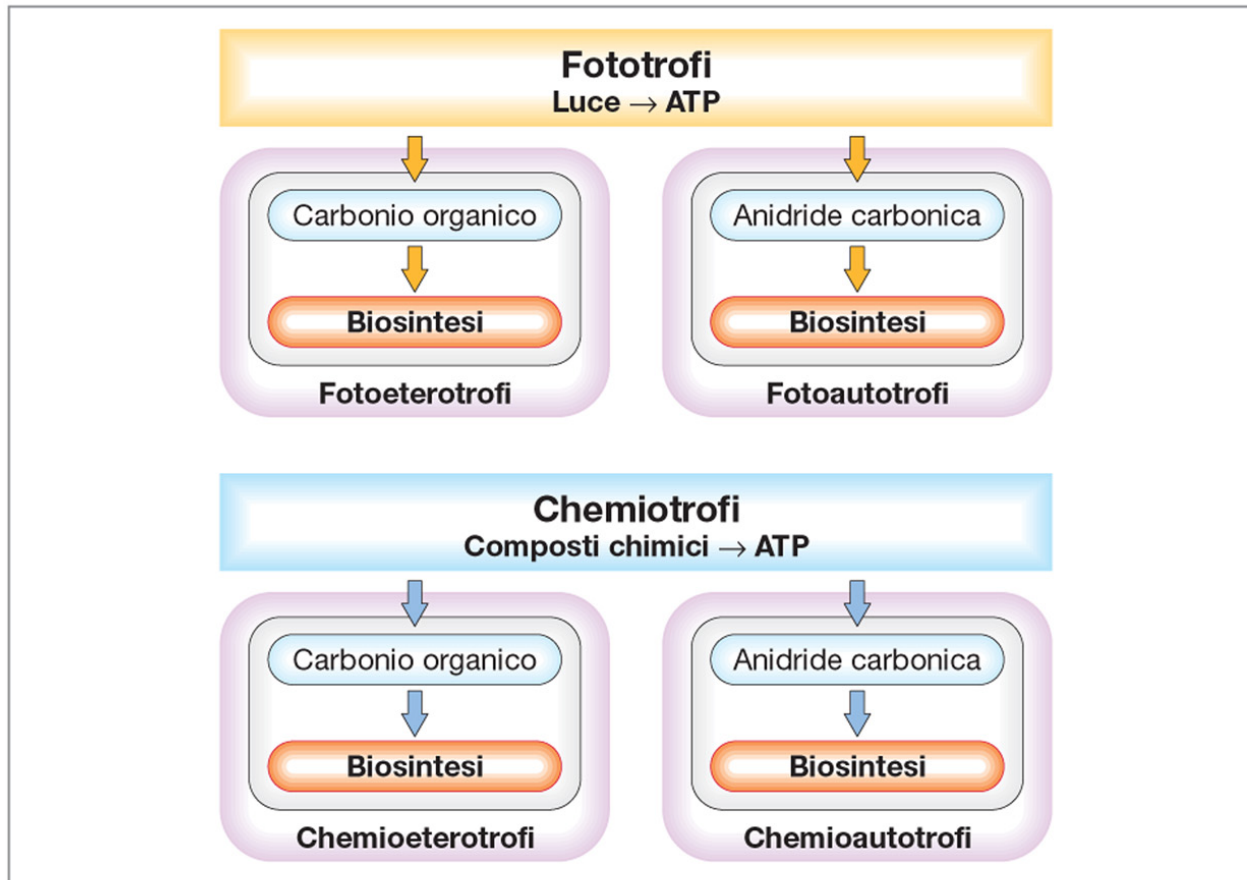 Fototrofi
Luce → ATP
Carbonio organico
Biosintesi
Fotoeterotrofi
Anidride carbonica
Biosintesi
Fotoautotrofi
Chemiotrofi
Composti chimici → ATP
Carbonio organico
Biosintesi
Chemioeterotrofi
Anidride carbonica
Biosintesi
Chemioautotrofi